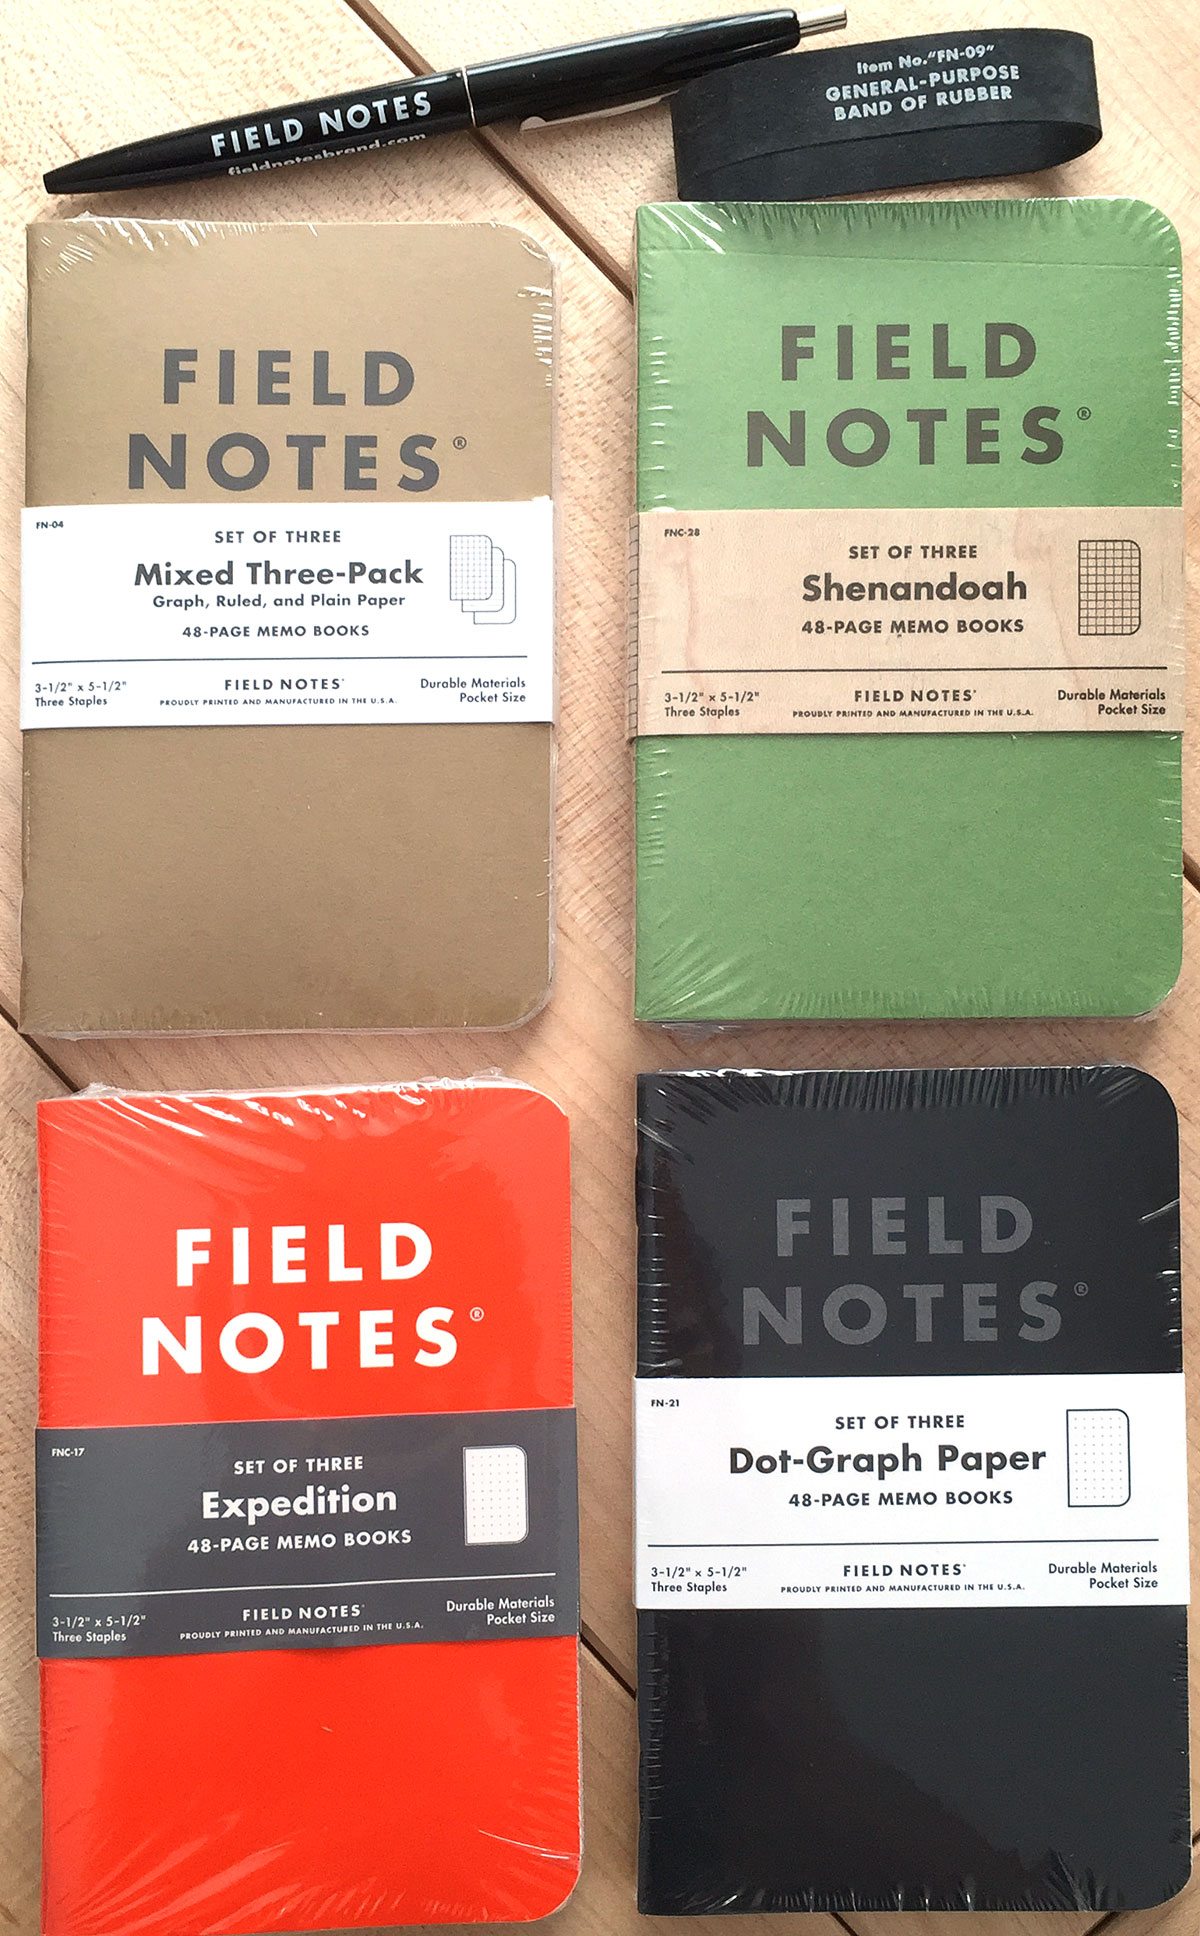 FIELD NOTES
fieldnotesbrand.com
Item No. "FN-09"
GENERAL-PURPOSE
BAND OF RUBBER
FIELD
NOTES®
FN-04
SET OF THREE
Mixed Three-Pack
Graph, Ruled, and Plain Paper
48-PAGE MEMO BOOKS
3-1/2" x 5-1/2"
Three Staples
FIELD NOTES®
PROUDLY PRINTED AND MANUFACTURED IN THE U.S.A.
Durable Materials
Pocket Size
FIELD
NOTES®
FNC-28
SET OF THREE
Shenandoah
48-PAGE MEMO BOOKS
3-1/2" x 5-1/2"
Three Staples
FIELD NOTES®
PROUDLY PRINTED AND MANUFACTURED IN THE U.S.A.
Durable Materials
Pocket Size
FIELD
NOTES®
FNC-17
SET OF THREE
Expedition
48-PAGE MEMO BOOKS
3-1/2" x 5-1/2"
Three Staples
FIELD NOTES®
PROUDLY PRINTED AND MANUFACTURED IN THE U.S.A.
Durable Materials
Pocket Size
FIELD
NOTES®
FN-21
SET OF THREE
Dot-Graph Paper
48-PAGE MEMO BOOKS
3-1/2" x 5-1/2"
Three Staples
FIELD NOTES®
PROUDLY PRINTED AND MANUFACTURED IN THE U.S.A.
Durable Materials
Pocket Size